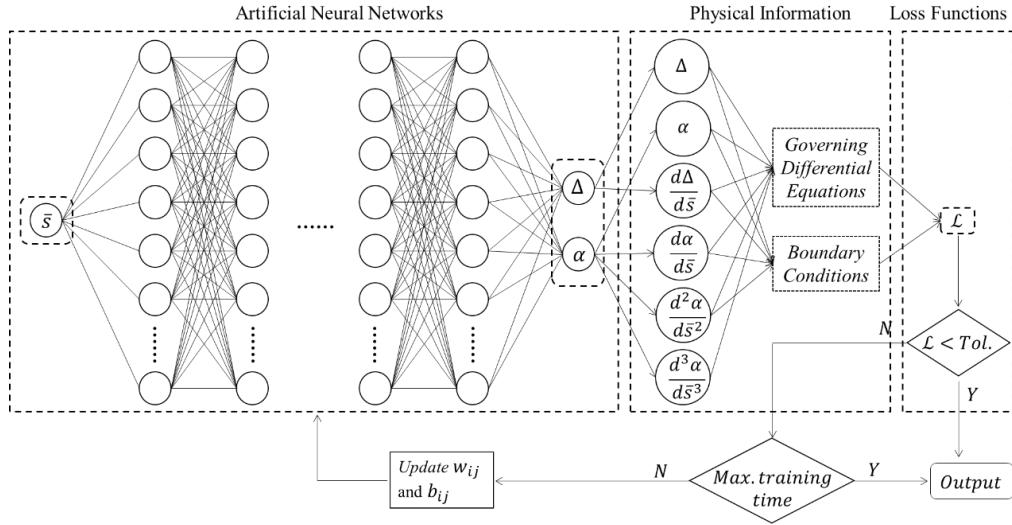 Artificial Neural Networks
Physical Information
Loss Functions
s̄
......
Δ
α
Δ
α
dΔ
ds̄
dα
ds̄
d²α
ds̄²
d³α
ds̄³
Governing
Differential
Equations
Boundary
Conditions
ℒ
ℒ < Tol.
N
Y
Max. training
time
N
Y
Update w_ij
and b_ij
Output